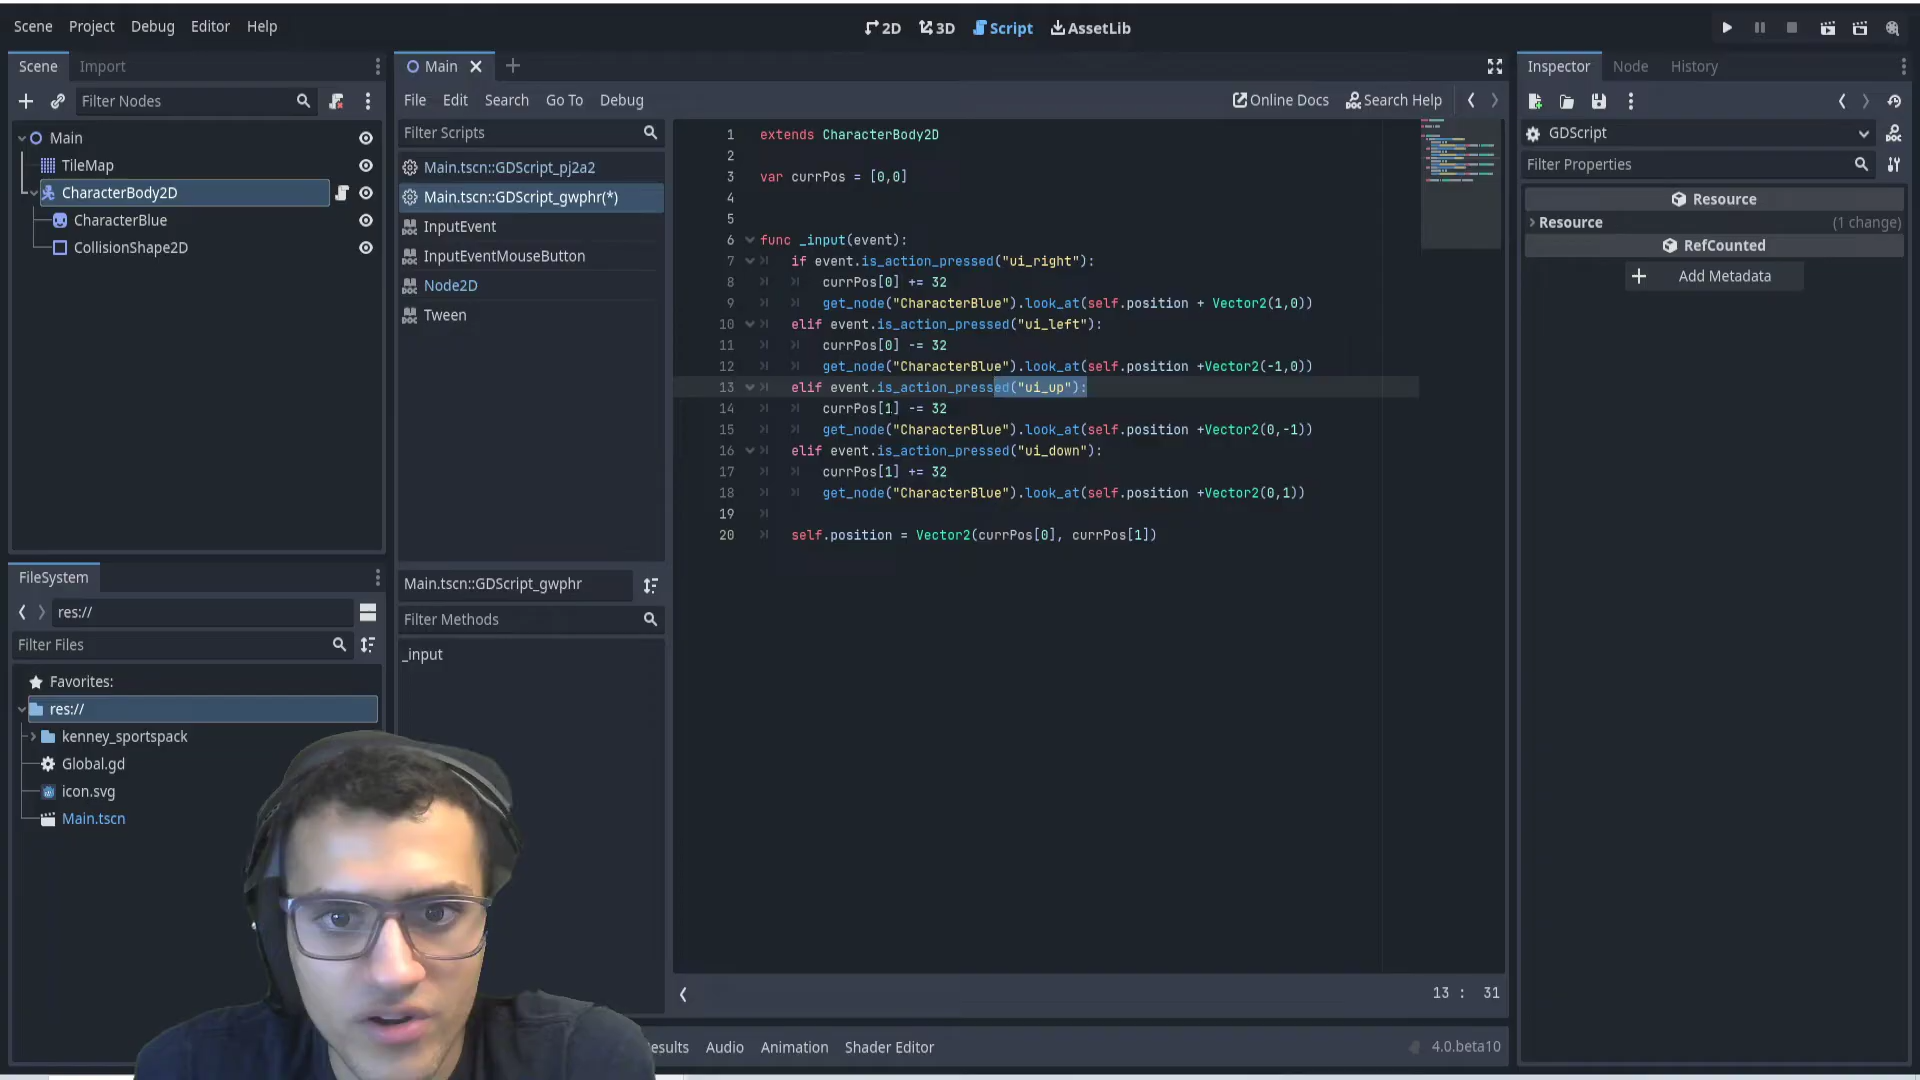 Scene Project Debug Editor Help
2D 3D Script AssetLib
Scene Import
Filter Nodes
Main
TileMap
CharacterBody2D
CharacterBlue
CollisionShape2D
FileSystem
res://
Filter Files
Favorites:
res://
kenney_sportspack
Global.gd
icon.svg
Main.tscn
Main
File Edit Search Go To Debug
Online Docs Search Help
Filter Scripts
Main.tscn::GDScript_pj2a2
Main.tscn::GDScript_gwphr(*)
InputEvent
InputEventMouseButton
Node2D
Tween
Main.tscn::GDScript_gwphr
Filter Methods
_input
1 extends CharacterBody2D
2
3 var currPos = [0,0]
4
5
6 func _input(event):
7 if event.is_action_pressed("ui_right"):
8 currPos[0] += 32
9 get_node("CharacterBlue").look_at(self.position + Vector2(1,0))
10 elif event.is_action_pressed("ui_left"):
11 currPos[0] -= 32
12 get_node("CharacterBlue").look_at(self.position +Vector2(-1,0))
13 elif event.is_action_pressed("ui_up"):
14 currPos[1] -= 32
15 get_node("CharacterBlue").look_at(self.position +Vector2(0,-1))
16 elif event.is_action_pressed("ui_down"):
17 currPos[1] += 32
18 get_node("CharacterBlue").look_at(self.position +Vector2(0,1))
19
20 self.position = Vector2(currPos[0], currPos[1])
13 : 31
Audio Animation Shader Editor
4.0.beta10
Inspector Node History
GDScript
Filter Properties
Resource
Resource (1 change)
RefCounted
Add Metadata